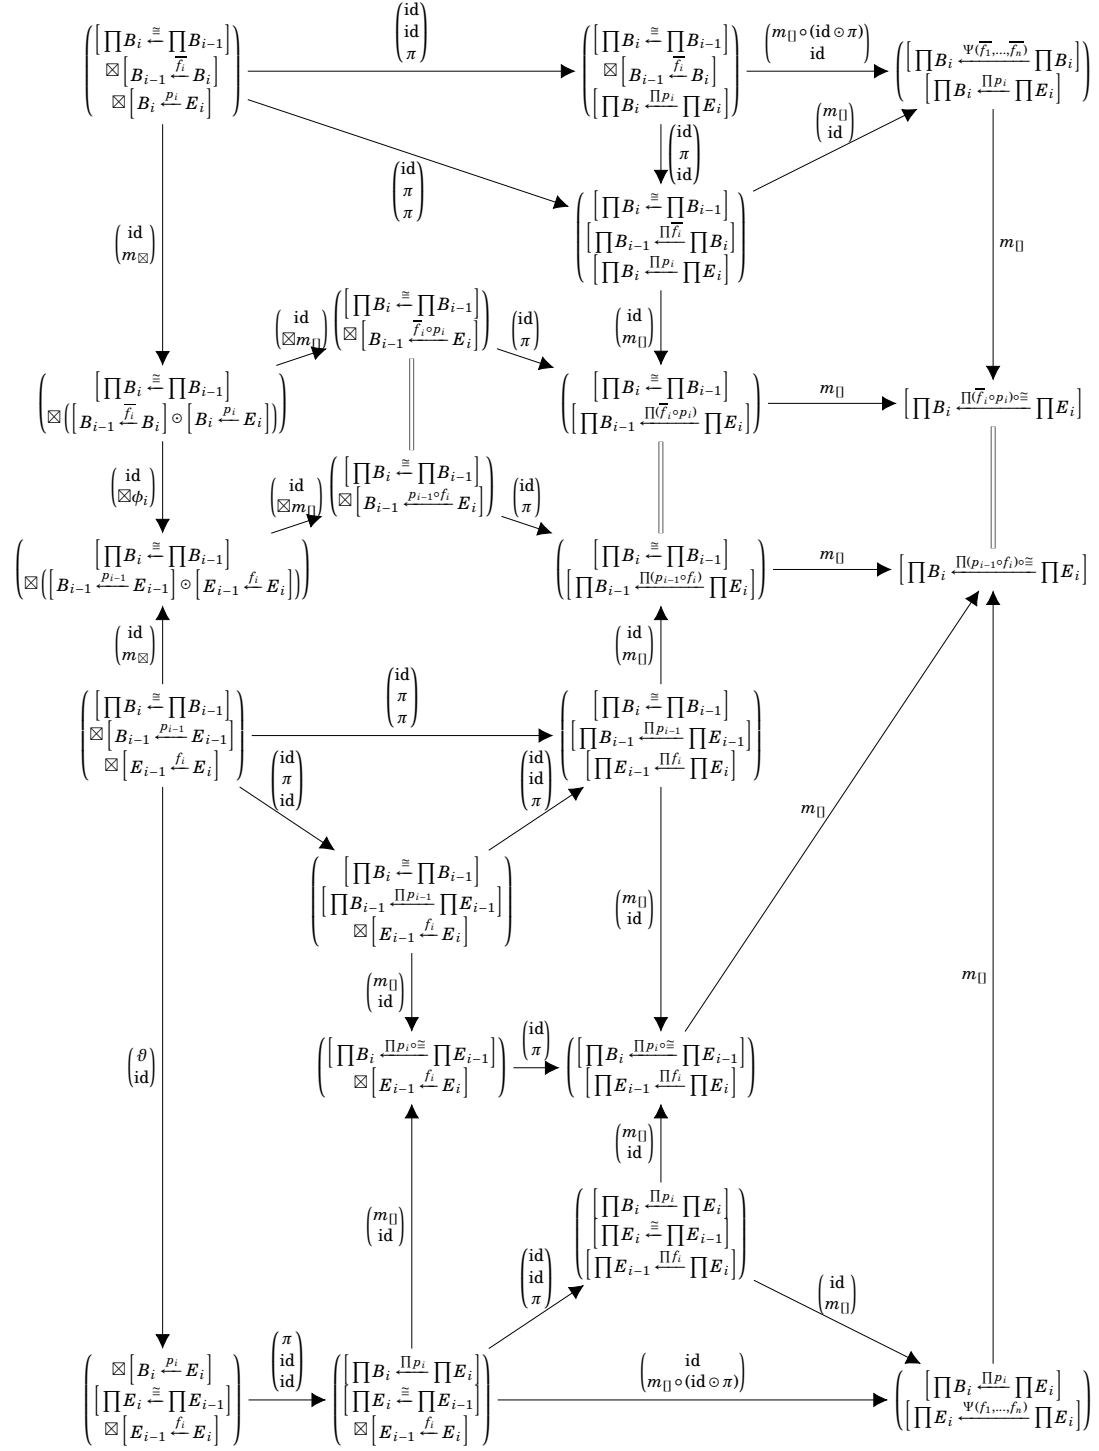 (id id π)
([∏B_i ←≅ ∏B_{i−1}] ⊠[B_{i−1} ←f̄_i B_i] ⊠[B_i ←p_i E_i])
([∏B_i ←≅ ∏B_{i−1}] ⊠[B_{i−1} ←f̄_i B_i] [∏B_i ←∏p_i ∏E_i])
(m_[] ∘ (id ⊙ π) id)
([∏B_i ←Ψ(f̄_1,…,f̄_n) ∏B_i] [∏B_i ←∏p_i ∏E_i])
(m_[] id)
(id π id)
(id π π)
([∏B_i ←≅ ∏B_{i−1}] [∏B_{i−1} ←∏f̄_i ∏B_i] [∏B_i ←∏p_i ∏E_i])
(id m_⊠)
m_[]
(id ⊠m_[])
([∏B_i ←≅ ∏B_{i−1}] ⊠[B_{i−1} ←f̄_i∘p_i E_i])
(id π)
(id m_[])
([∏B_i ←≅ ∏B_{i−1}] ⊠([B_{i−1} ←f̄_i B_i] ⊙ [B_i ←p_i E_i]))
([∏B_i ←≅ ∏B_{i−1}] [∏B_{i−1} ←∏(f̄_i∘p_i) ∏E_i])
m_[]
[∏B_i ←∏(f̄_i∘p_i)∘≅ ∏E_i]
(id ⊠ϕ_i)
(id ⊠m_[])
([∏B_i ←≅ ∏B_{i−1}] ⊠[B_{i−1} ←p_{i−1}∘f_i E_i])
(id π)
([∏B_i ←≅ ∏B_{i−1}] ⊠([B_{i−1} ←p_{i−1} E_{i−1}] ⊙ [E_{i−1} ←f_i E_i]))
([∏B_i ←≅ ∏B_{i−1}] [∏B_{i−1} ←∏(p_{i−1}∘f_i) ∏E_i])
m_[]
[∏B_i ←∏(p_{i−1}∘f_i)∘≅ ∏E_i]
(id m_⊠)
(id m_[])
(id π π)
([∏B_i ←≅ ∏B_{i−1}] ⊠[B_{i−1} ←p_{i−1} E_{i−1}] ⊠[E_{i−1} ←f_i E_i])
([∏B_i ←≅ ∏B_{i−1}] [∏B_{i−1} ←∏p_{i−1} ∏E_{i−1}] [∏E_{i−1} ←∏f_i ∏E_i])
(id π id)
(id id π)
m_[]
([∏B_i ←≅ ∏B_{i−1}] [∏B_{i−1} ←∏p_{i−1} ∏E_{i−1}] ⊠[E_{i−1} ←f_i E_i])
(m_[] id)
(m_[] id)
m_[]
(ϑ id)
([∏B_i ←∏p_i∘≅ ∏E_{i−1}] ⊠[E_{i−1} ←f_i E_i])
(id π)
([∏B_i ←∏p_i∘≅ ∏E_{i−1}] [∏E_{i−1} ←∏f_i ∏E_i])
(m_[] id)
(m_[] id)
([∏B_i ←∏p_i ∏E_i] [∏E_i ←≅ ∏E_{i−1}] [∏E_{i−1} ←∏f_i ∏E_i])
(id id π)
(id m_[])
(⊠[B_i ←p_i E_i] [∏E_i ←≅ ∏E_{i−1}] ⊠[E_{i−1} ←f_i E_i])
(π id id)
([∏B_i ←∏p_i ∏E_i] [∏E_i ←≅ ∏E_{i−1}] ⊠[E_{i−1} ←f_i E_i])
(id m_[] ∘ (id ⊙ π))
([∏B_i ←∏p_i ∏E_i] [∏E_i ←Ψ(f_1,…,f_n) ∏E_i])